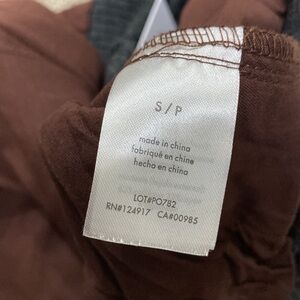 S / P
made in china
fabriqué en chine
hecho en china
LOT#PO782
RN#124917 CA#00985